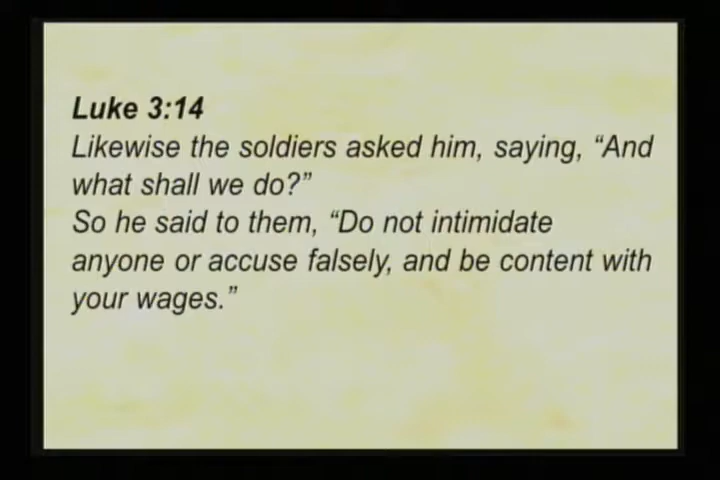 Luke 3:14
Likewise the soldiers asked him, saying, “And
what shall we do?”
So he said to them, “Do not intimidate
anyone or accuse falsely, and be content with
your wages.”